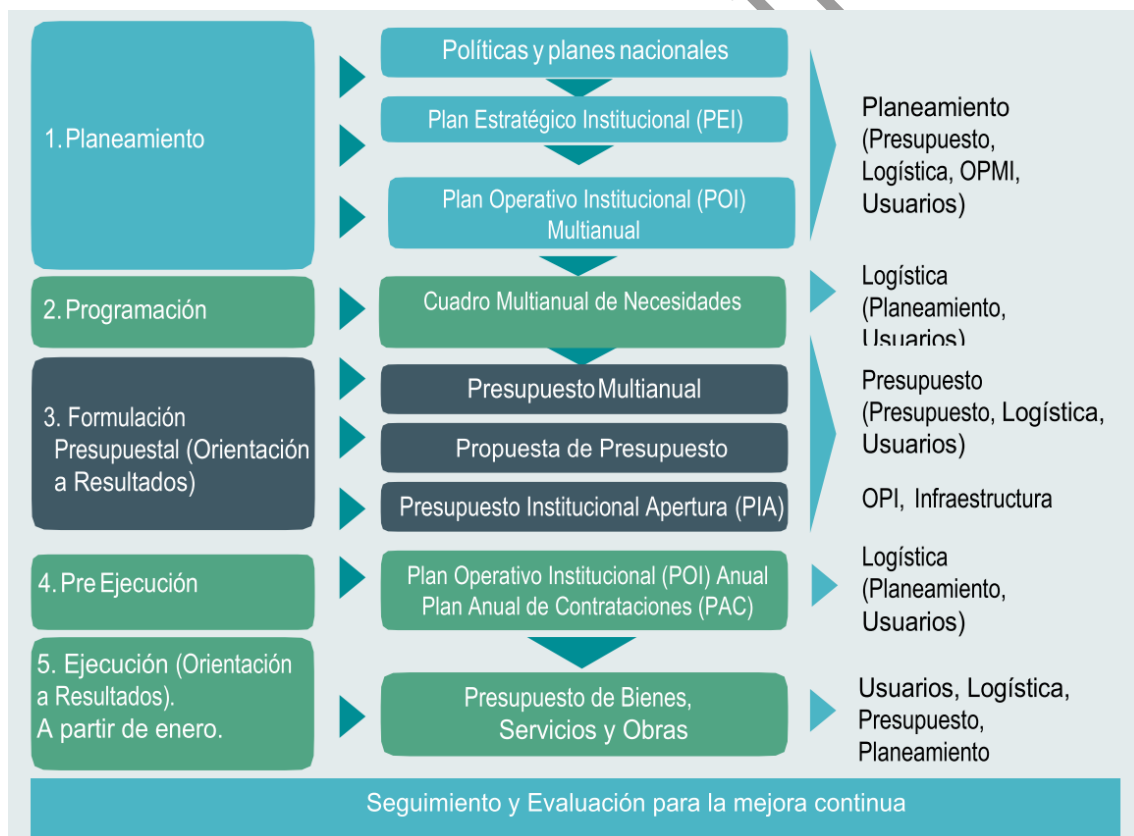 1. Planeamiento
Políticas y planes nacionales
Plan Estratégico Institucional (PEI)
Plan Operativo Institucional (POI)
Multianual
Planeamiento
(Presupuesto,
Logística, OPMI,
Usuarios)
2. Programación
Cuadro Multianual de Necesidades
Logística
(Planeamiento,
Usuarios)
3. Formulación
Presupuestal (Orientación
a Resultados)
Presupuesto Multianual
Propuesta de Presupuesto
Presupuesto Institucional Apertura (PIA)
Presupuesto
(Presupuesto, Logística,
Usuarios)
OPI, Infraestructura
4. Pre Ejecución
Plan Operativo Institucional (POI) Anual
Plan Anual de Contrataciones (PAC)
Logística
(Planeamiento,
Usuarios)
5. Ejecución (Orientación
a Resultados).
A partir de enero.
Presupuesto de Bienes,
Servicios y Obras
Usuarios, Logística,
Presupuesto,
Planeamiento
Seguimiento y Evaluación para la mejora continua